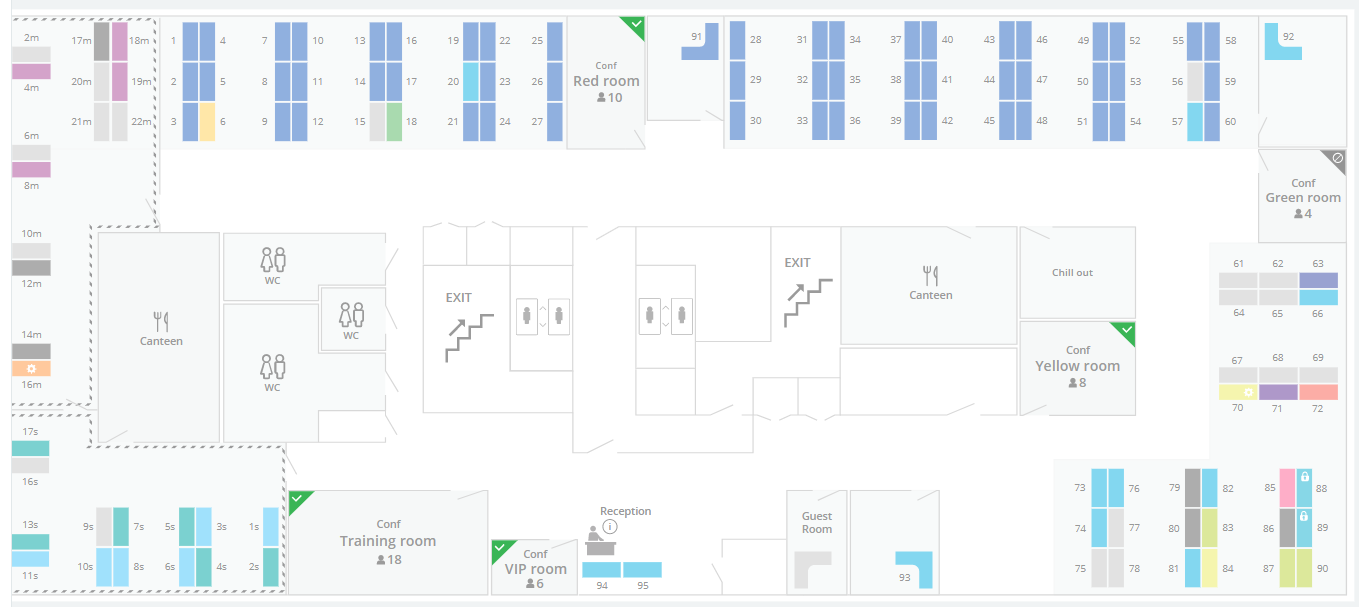 2m
4m
6m
8m
10m
12m
14m
16m
17m 18m
20m 19m
21m 22m
1 4 7 10 13 16 19 22 25
2 5 8 11 14 17 20 23 26
3 6 9 12 15 18 21 24 27
Conf
Red room
10
91
28 31 34 37 40 43 46 49 52 55 58
29 32 35 38 41 44 47 50 53 56 59
30 33 36 39 42 45 48 51 54 57 60
92
Conf
Green room
4
Canteen
WC
WC
WC
EXIT
EXIT
Canteen
Chill out
Conf
Yellow room
8
61 62 63
64 65 66
67 68 69
70 71 72
17s
16s
13s
11s
9s 7s 5s 3s 1s
10s 8s 6s 4s 2s
Conf
Training room
18
Conf
VIP room
6
Reception
i
94 95
Guest
Room
93
73 76 79 82 85 88
74 77 80 83 86 89
75 78 81 84 87 90